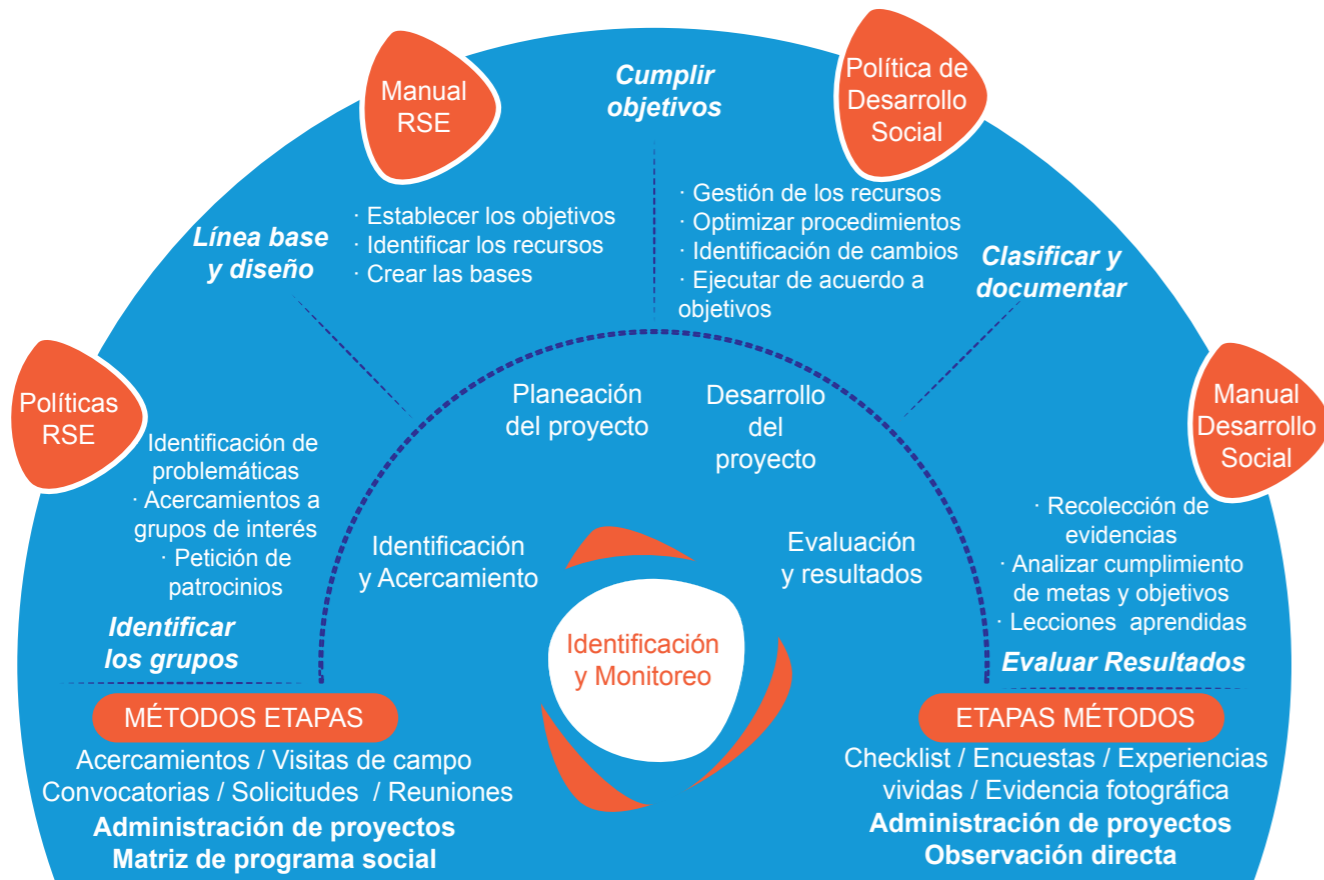 Manual
RSE
Cumplir
objetivos
Política de
Desarrollo
Social
Línea base
y diseño
· Establecer los objetivos
· Identificar los recursos
· Crear las bases
· Gestión de los recursos
· Optimizar procedimientos
· Identificación de cambios
· Ejecutar de acuerdo a
objetivos
Clasificar y
documentar
Políticas
RSE
Manual
Desarrollo
Social
Identificación de
problemáticas
· Acercamientos a
grupos de interés
· Petición de
patrocinios
Identificar
los grupos
Planeación
del proyecto
Desarrollo
del
proyecto
Identificación
y Acercamiento
Evaluación
y resultados
Identificación
y Monitoreo
· Recolección de
evidencias
· Analizar cumplimiento
de metas y objetivos
· Lecciones aprendidas
Evaluar Resultados
MÉTODOS ETAPAS
Acercamientos / Visitas de campo
Convocatorias / Solicitudes / Reuniones
Administración de proyectos
Matriz de programa social
ETAPAS MÉTODOS
Checklist / Encuestas / Experiencias
vividas / Evidencia fotográfica
Administración de proyectos
Observación directa